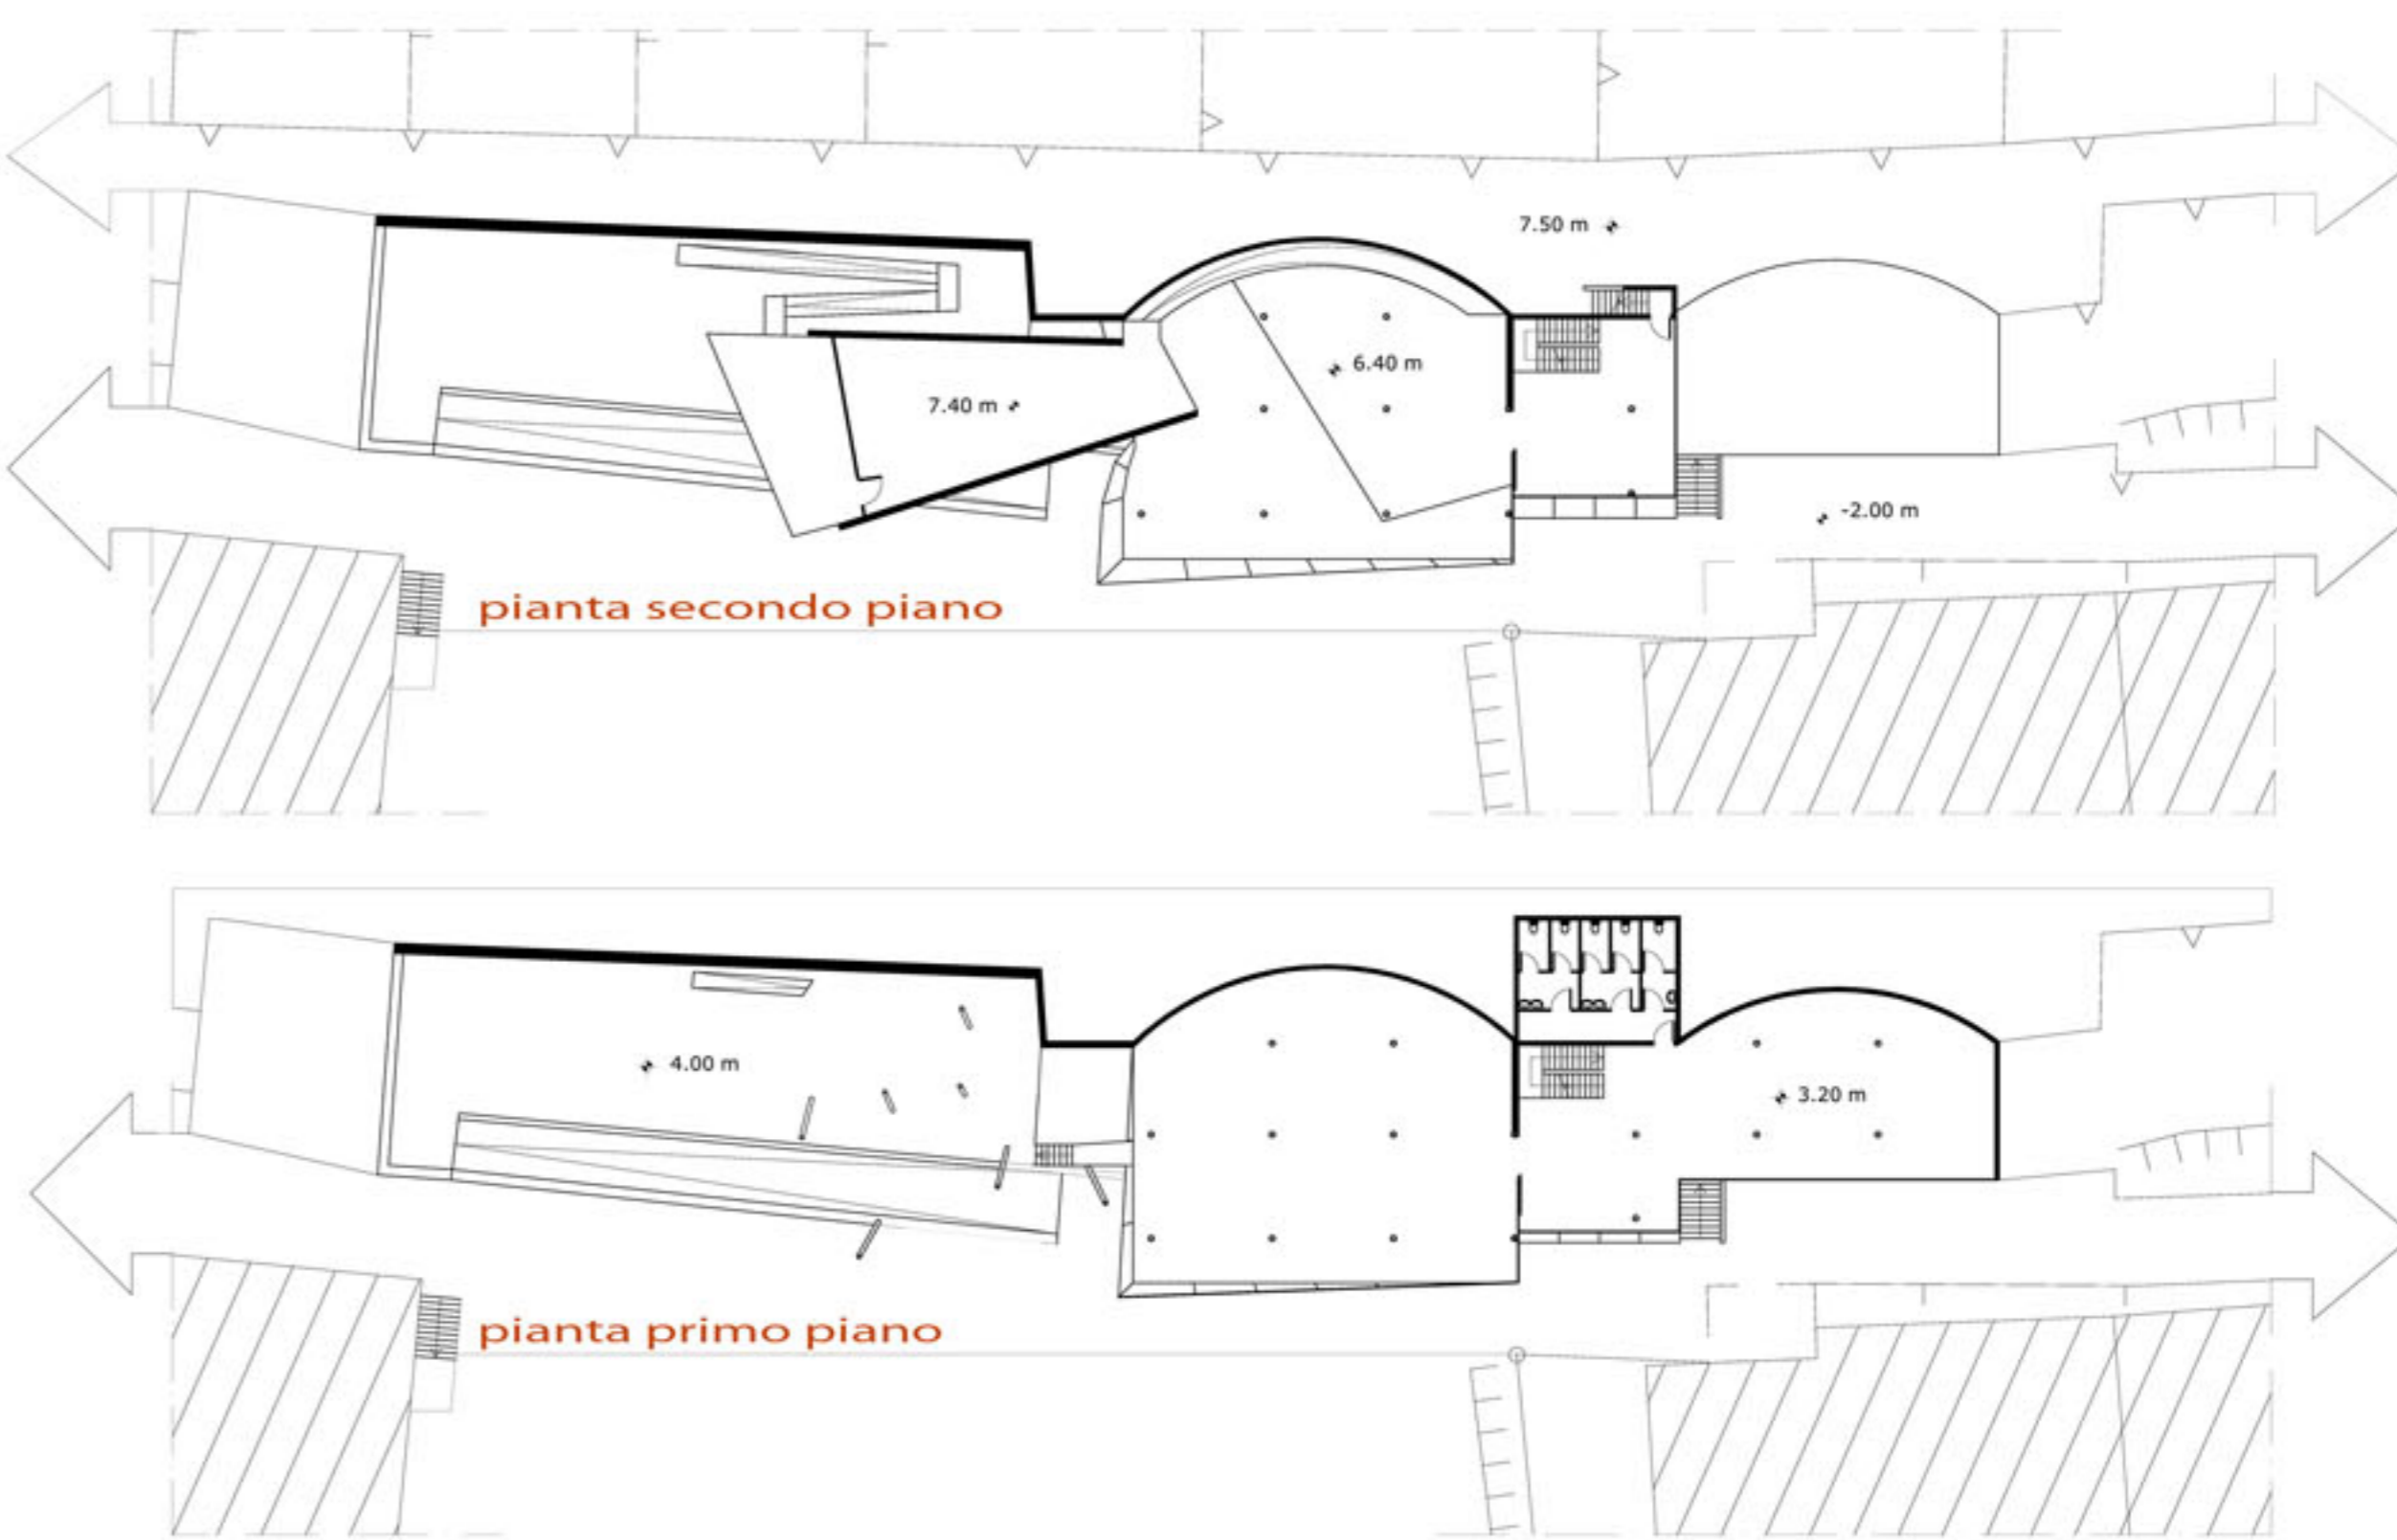 7.50 m
6.40 m
7.40 m
-2.00 m
pianta secondo piano
4.00 m
3.20 m
pianta primo piano